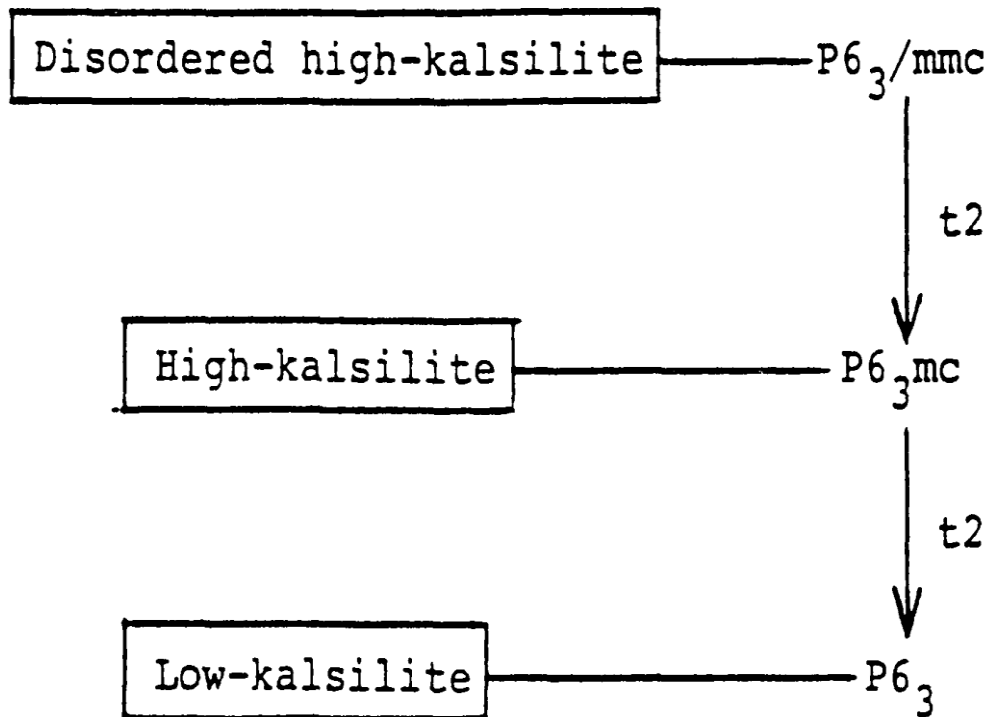 Disordered high-kalsilite P6₃/mmc
t2
High-kalsilite P6₃mc
t2
Low-kalsilite P6₃